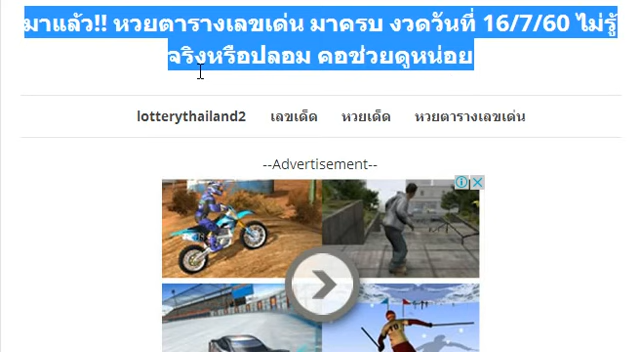 มาแล้ว!! หวยตารางเลขเด่น มาครบ งวดวันที่ 16/7/60 ไม่รู้
จริงหรือปลอม คอช่วยดูหน่อย
lotterythailand2 เลขเด็ด หวยเด็ด หวยตารางเลขเด่น
--Advertisement--